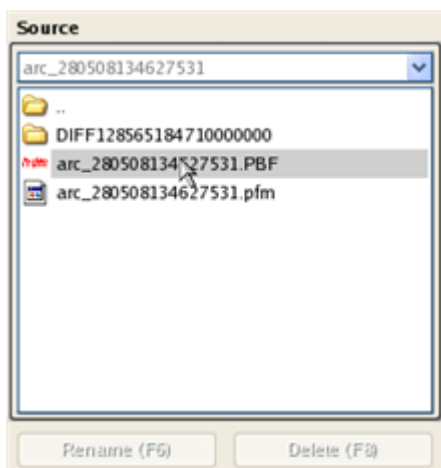 Source
arc_280508134627531
..
DIFF128565184710000000
arc_280508134627531.PBF
arc_280508134627531.pfm
Rename (F6)
Delete (F8)